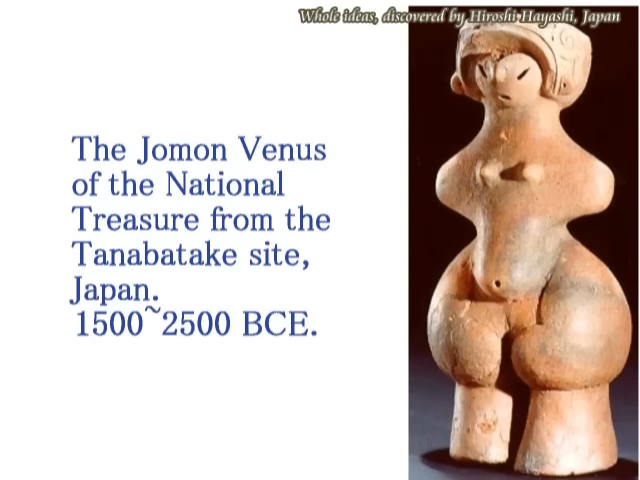 Whole ideas, discovered by Hiroshi Hayashi, Japan
The Jomon Venus
of the National
Treasure from the
Tanabatake site,
Japan.
1500~2500 BCE.